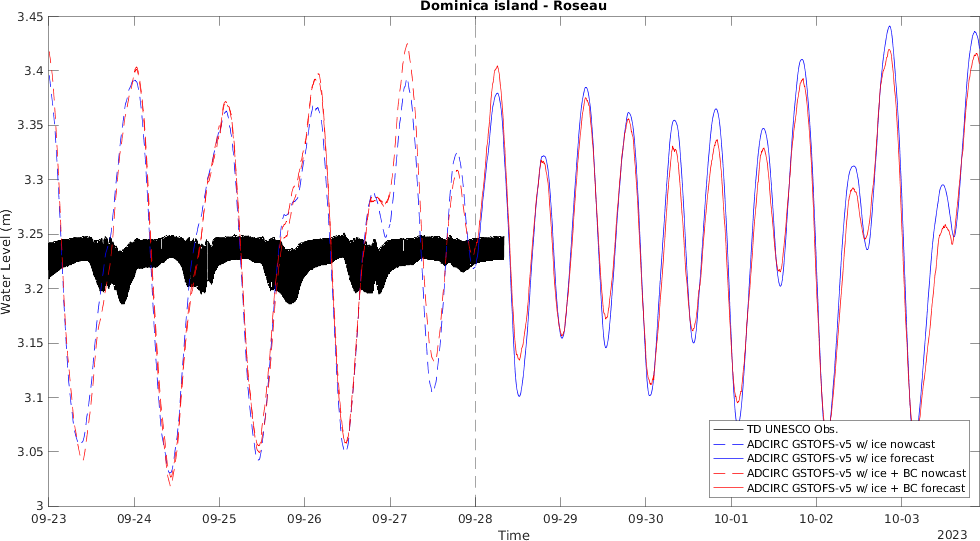 Dominica island - Roseau
3.45
3.4
3.35
3.3
3.25
3.2
3.15
3.1
3.05
3
Water Level (m)
TD UNESCO Obs.
ADCIRC GSTOFS-v5 w/ ice nowcast
ADCIRC GSTOFS-v5 w/ ice forecast
ADCIRC GSTOFS-v5 w/ ice + BC nowcast
ADCIRC GSTOFS-v5 w/ ice + BC forecast
09-23 09-24 09-25 09-26 09-27 09-28 09-29 09-30 10-01 10-02 10-03
Time
2023